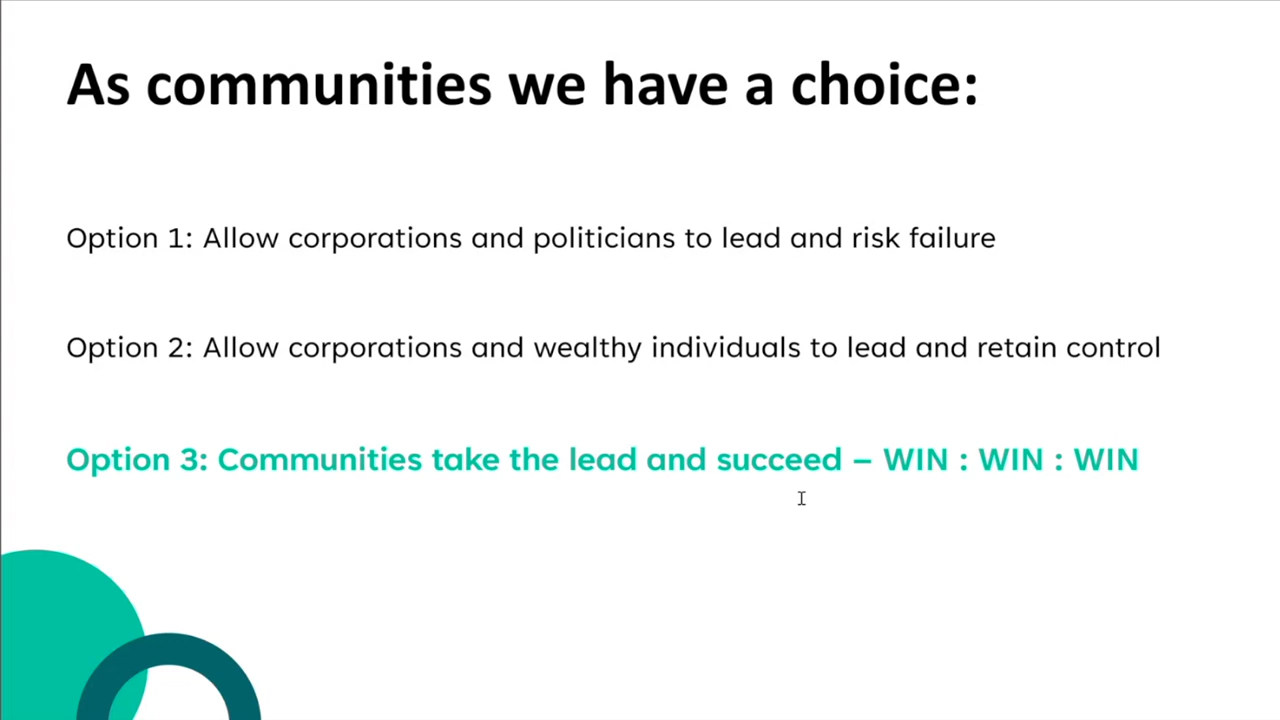 As communities we have a choice:
Option 1: Allow corporations and politicians to lead and risk failure
Option 2: Allow corporations and wealthy individuals to lead and retain control
Option 3: Communities take the lead and succeed – WIN : WIN : WIN